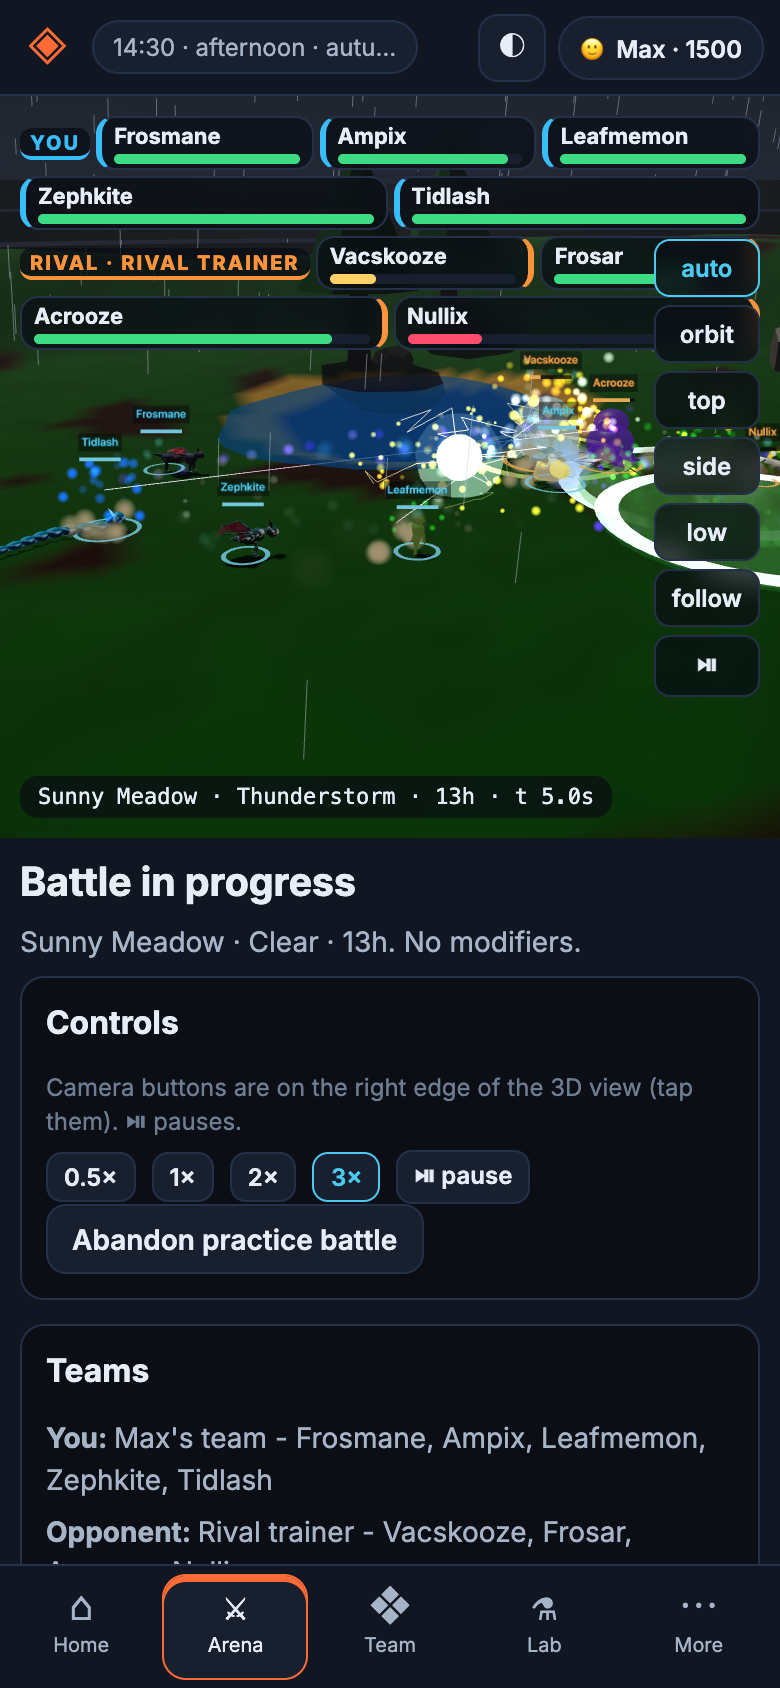 14:30 · afternoon · autu...
Max · 1500
YOU
Frosmane
Ampix
Leafmemon
Zephkite
Tidlash
RIVAL · RIVAL TRAINER
Vacskooze
Frosar
auto
Acrooze
Nullix
orbit
top
side
low
follow
Vacskooze
Acrooze
Ampix
Frosmane
Tidlash
Nullix
Zephkite
Leafmemon
Sunny Meadow · Thunderstorm · 13h · t 5.0s
Battle in progress
Sunny Meadow · Clear · 13h. No modifiers.
Controls
Camera buttons are on the right edge of the 3D view (tap
them). ⏯ pauses.
0.5× 1× 2× 3× ⏯ pause
Abandon practice battle
Teams
You: Max's team - Frosmane, Ampix, Leafmemon,
Zephkite, Tidlash
Opponent: Rival trainer - Vacskooze, Frosar,
Home
Arena
Team
Lab
More